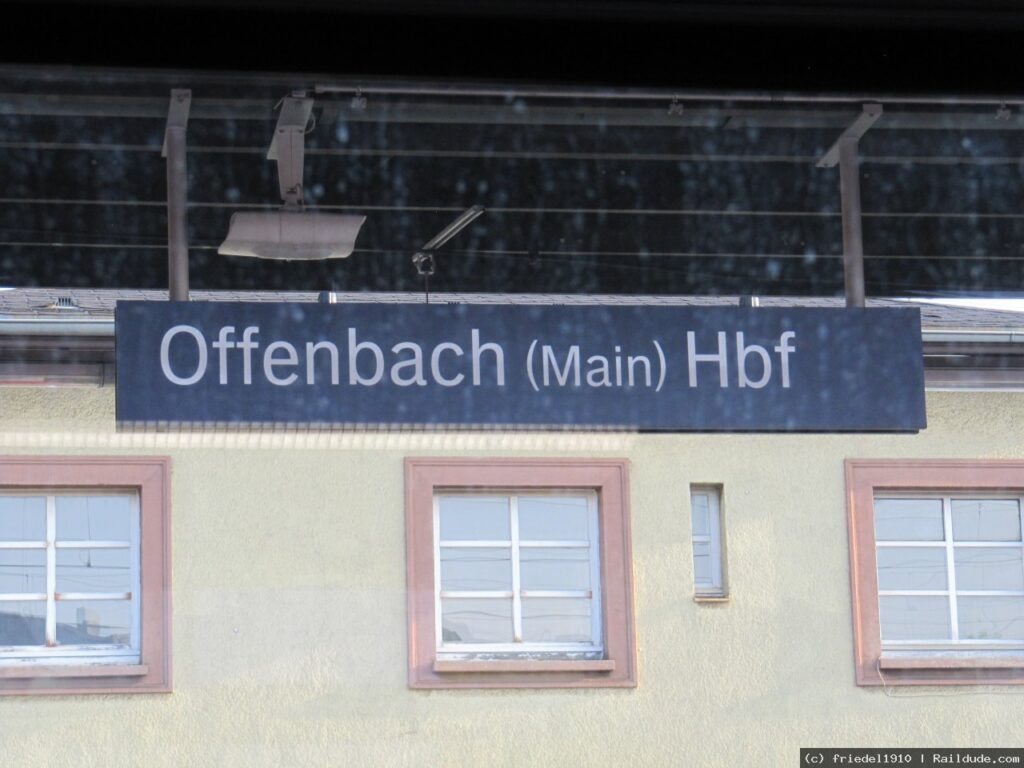 Offenbach (Main) Hbf
(c) friedel1910 | Raildude.com